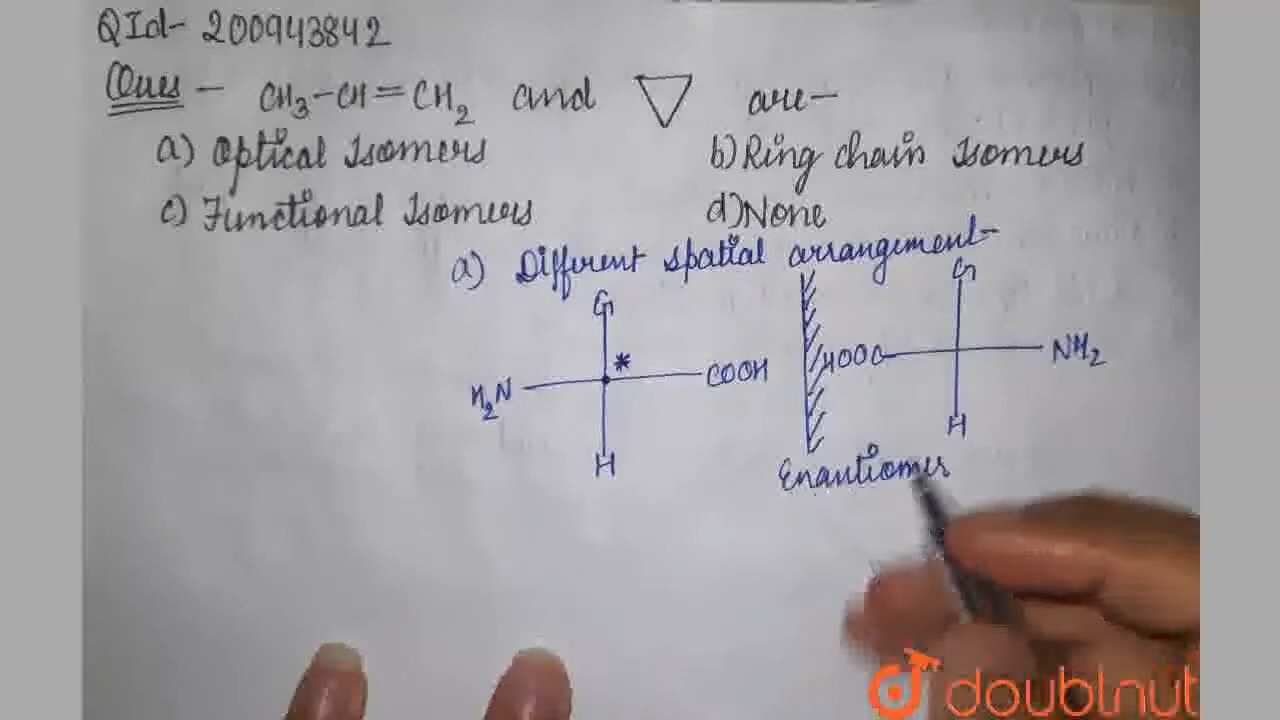 QId- 200943842
Ques - CH3-CH=CH2 and ▽ are-
a) Optical Isomers b) Ring chain Isomers
c) Functional Isomers d) None
a) Different spatial arrangement-
G G
* 
H2N COOH HOOC NH2
H H
Enantiomer
doubtnut